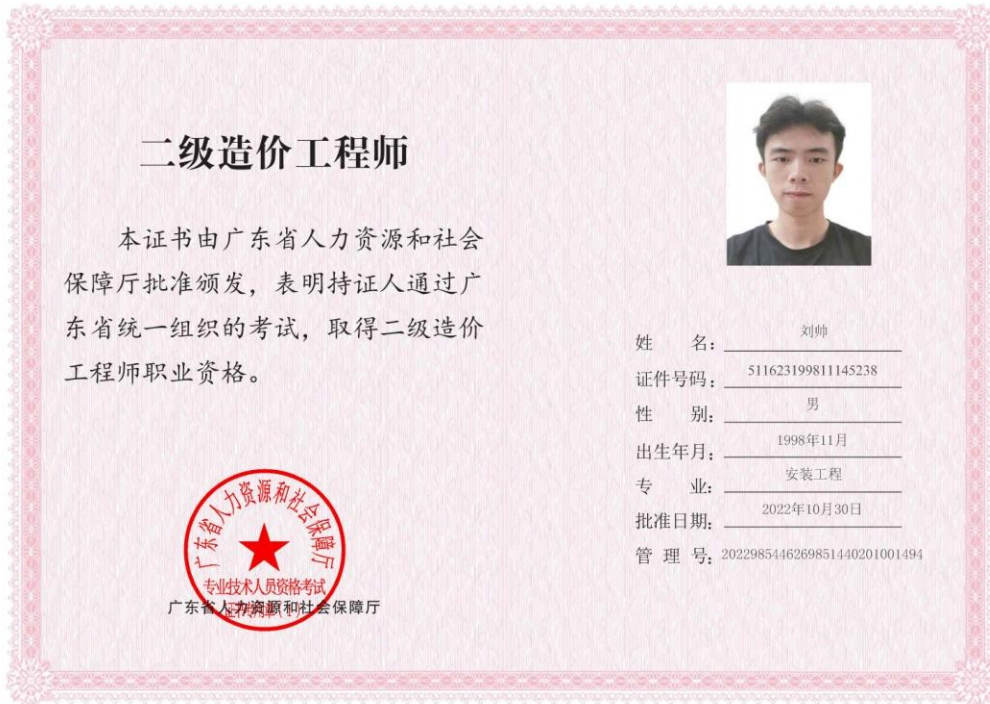 二级造价工程师
本证书由广东省人力资源和社会
保障厅批准颁发，表明持证人通过广
东省统一组织的考试，取得二级造价
工程师职业资格。
广东省人力资源和社会保障厅
专业技术人员资格考试
广东省人力资源和社会保障厅
姓名：刘帅
证件号码：511623199811145238
性别：男
出生年月：1998年11月
专业：安装工程
批准日期：2022年10月30日
管理号：2022985446269851440201001494